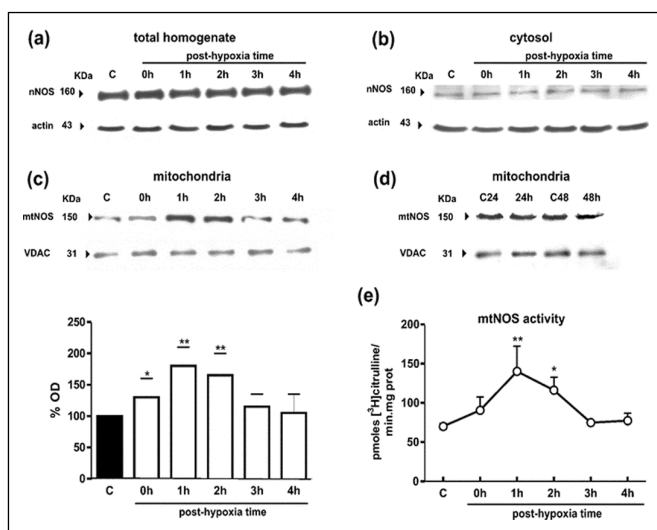 (a) total homogenate
post-hypoxia time
KDa C 0h 1h 2h 3h 4h
nNOS 160
actin 43
(b) cytosol
post-hypoxia time
KDa C 0h 1h 2h 3h 4h
nNOS 160
actin 43
(c) mitochondria
KDa C 0h 1h 2h 3h 4h
mtNOS 150
VDAC 31
(d) mitochondria
KDa C24 24h C48 48h
mtNOS 150
VDAC 31
% OD
250
200
150
100
50
0
* ** **
C 0h 1h 2h 3h 4h
post-hypoxia time
(e)
mtNOS activity
pmoles [³H]citrulline/
min.mg prot
200
150
100
50
0
** *
C 0h 1h 2h 3h 4h
post-hypoxia time